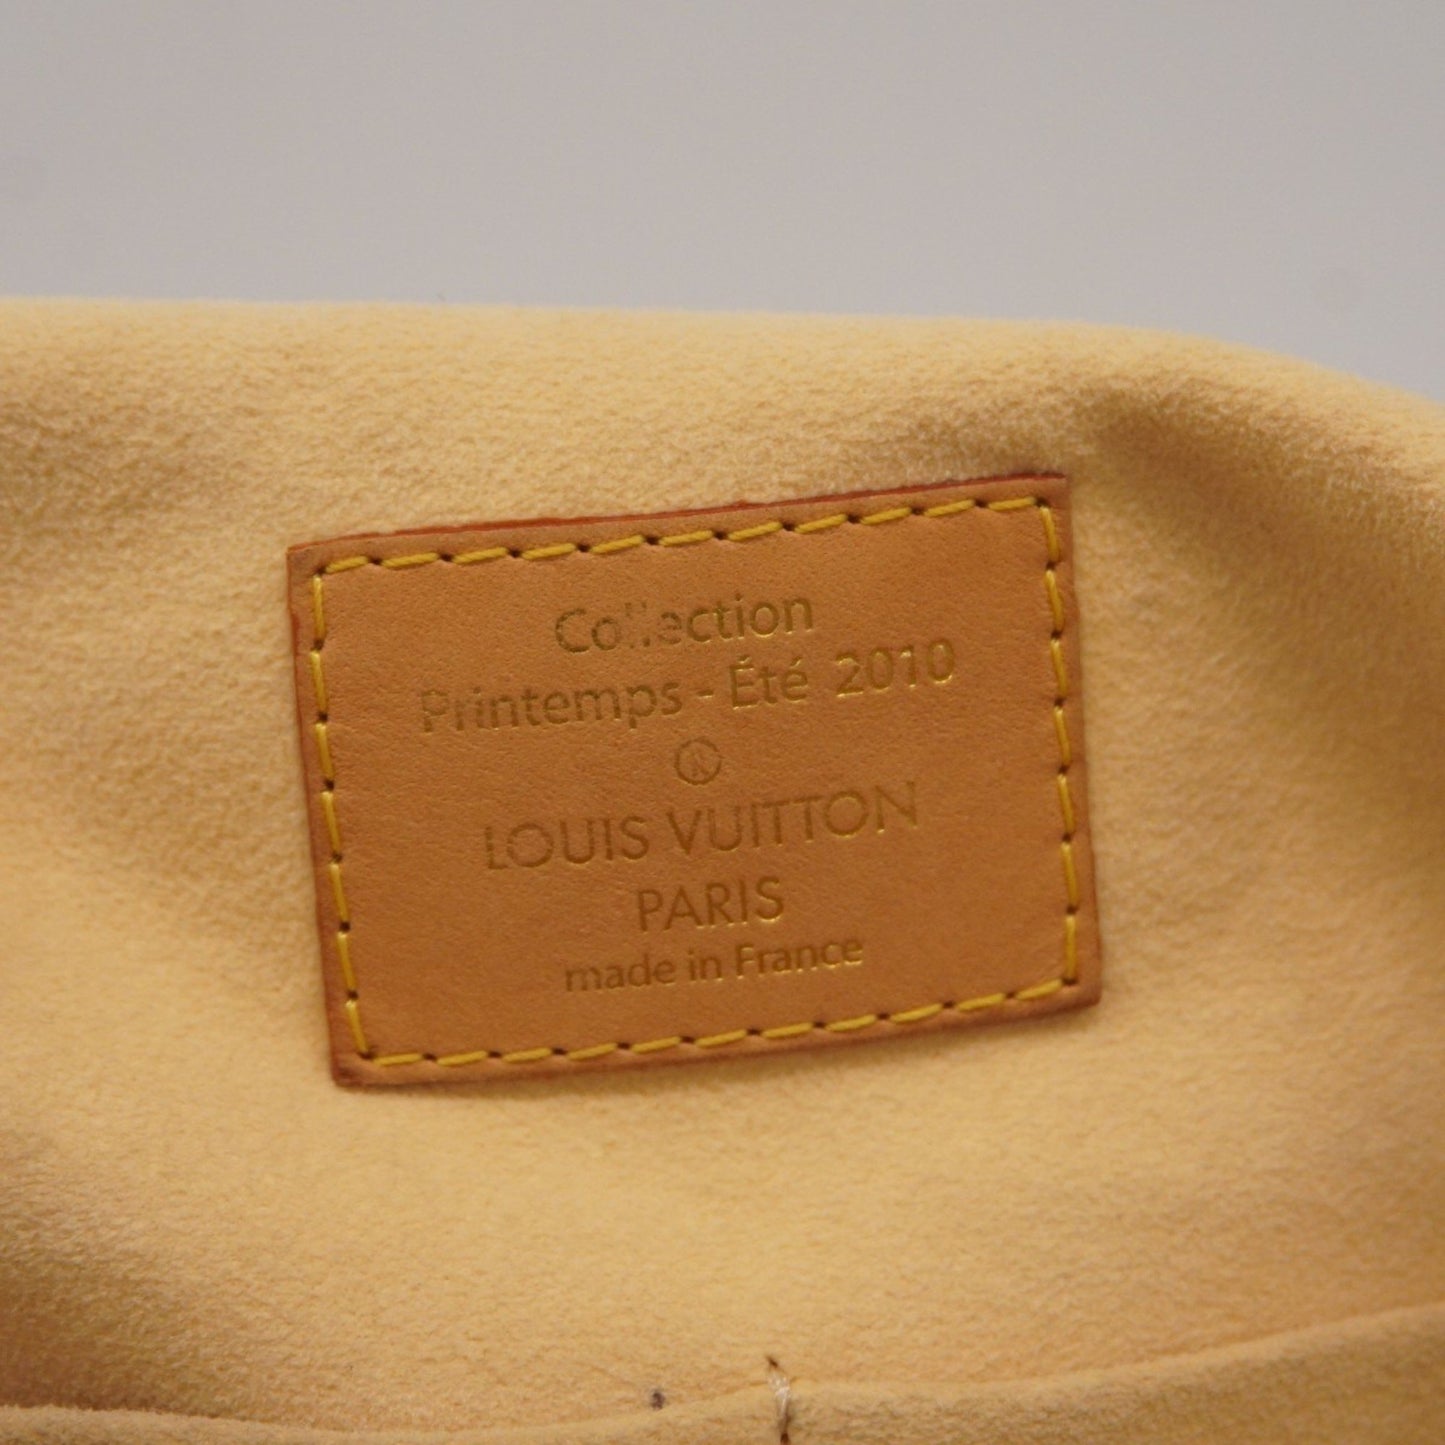 Collection
Printemps - Été 2010
LOUIS VUITTON
PARIS
made in France